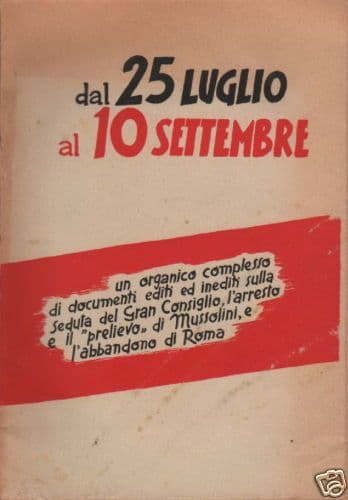 dal 25 LUGLIO
al 10 SETTEMBRE
un organico complesso
di documenti editi ed inediti sulla
seduta del Gran Consiglio, l'arresto
e il "prelievo" di Mussolini, e
l'abbandono di Roma